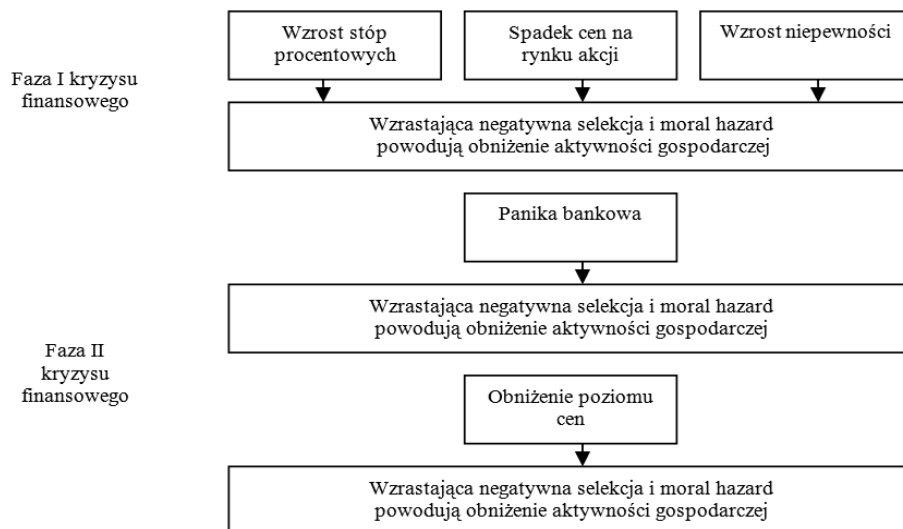 Wzrost stóp
procentowych
Spadek cen na
rynku akcji
Wzrost niepewności
Faza I kryzysu
finansowego
Wzrastająca negatywna selekcja i moral hazard
powodują obniżenie aktywności gospodarczej
Panika bankowa
Wzrastająca negatywna selekcja i moral hazard
powodują obniżenie aktywności gospodarczej
Faza II
kryzysu
finansowego
Obniżenie poziomu
cen
Wzrastająca negatywna selekcja i moral hazard
powodują obniżenie aktywności gospodarczej